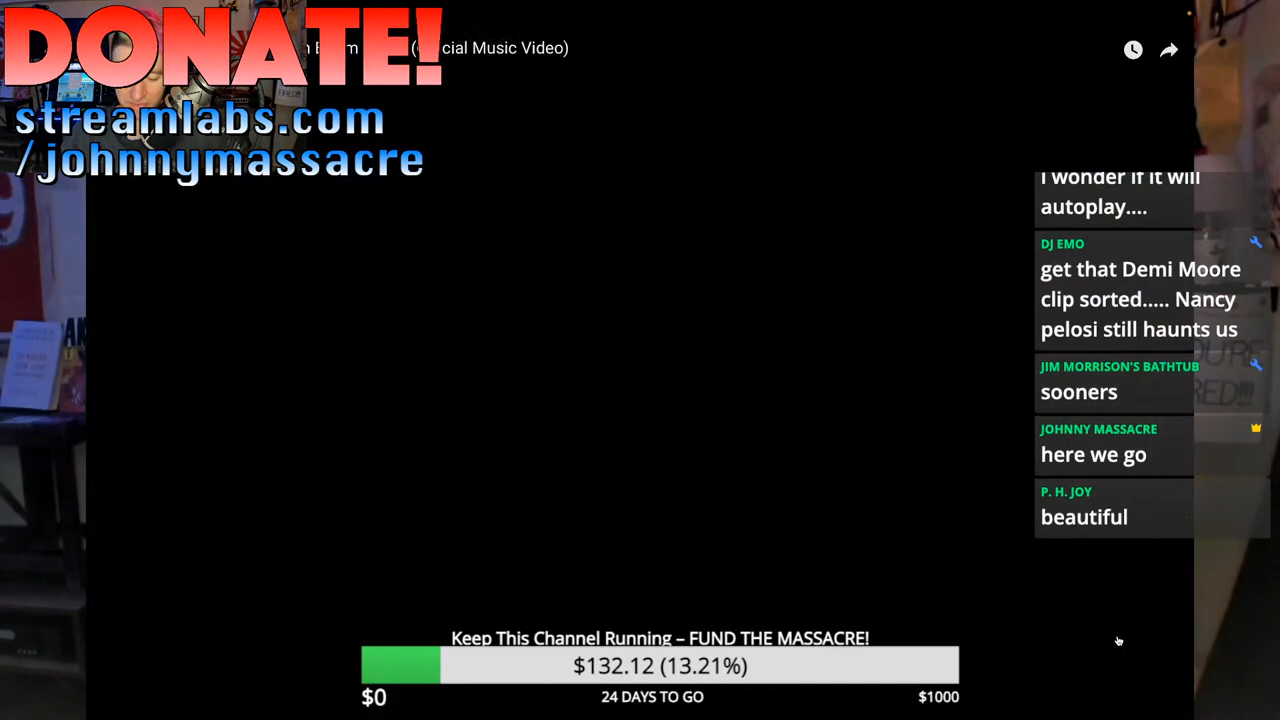 DONATE!
streamlabs.com
/johnnymassacre
cial Music Video)
I wonder if it will
autoplay....
DJ EMO
get that Demi Moore
clip sorted..... Nancy
pelosi still haunts us
JIM MORRISON'S BATHTUB
sooners
JOHNNY MASSACRE
here we go
P. H. JOY
beautiful
Keep This Channel Running – FUND THE MASSACRE!
$132.12 (13.21%)
$0
24 DAYS TO GO
$1000